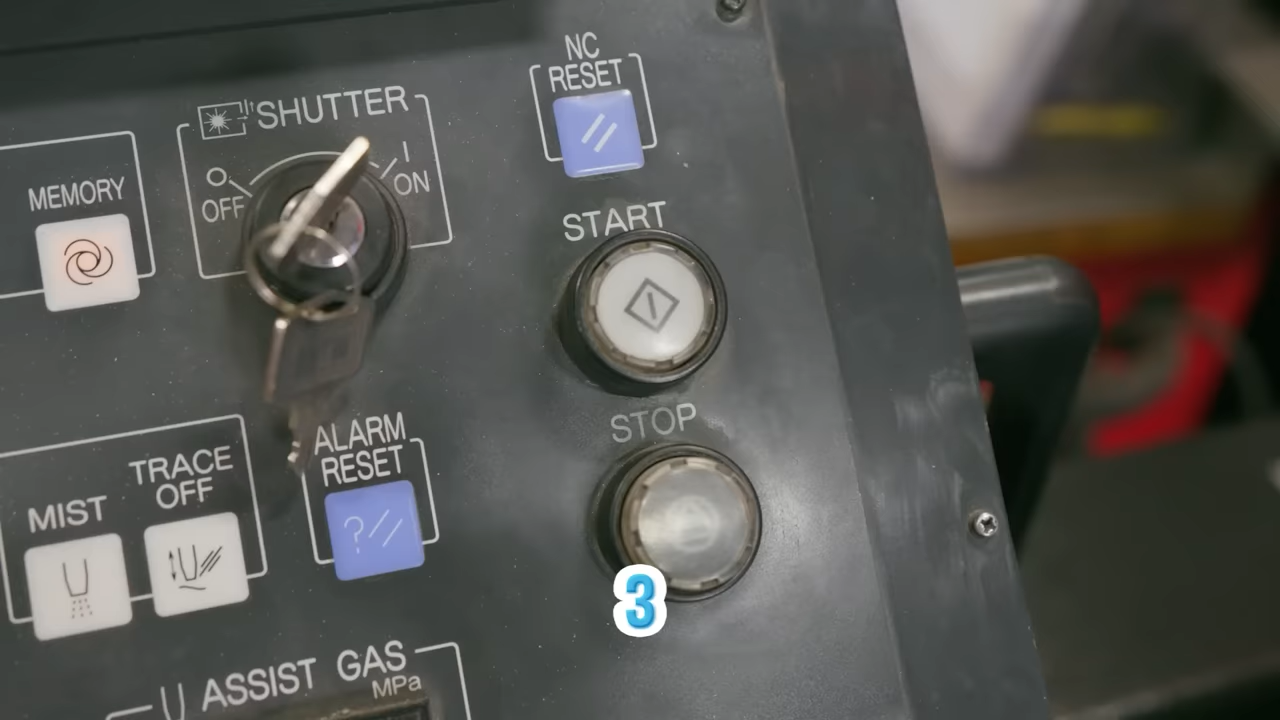 NC
RESET
SHUTTER
OFF
ON
MEMORY
START
STOP
ALARM
RESET
TRACE
OFF
MIST
3
ASSIST GAS
MPa